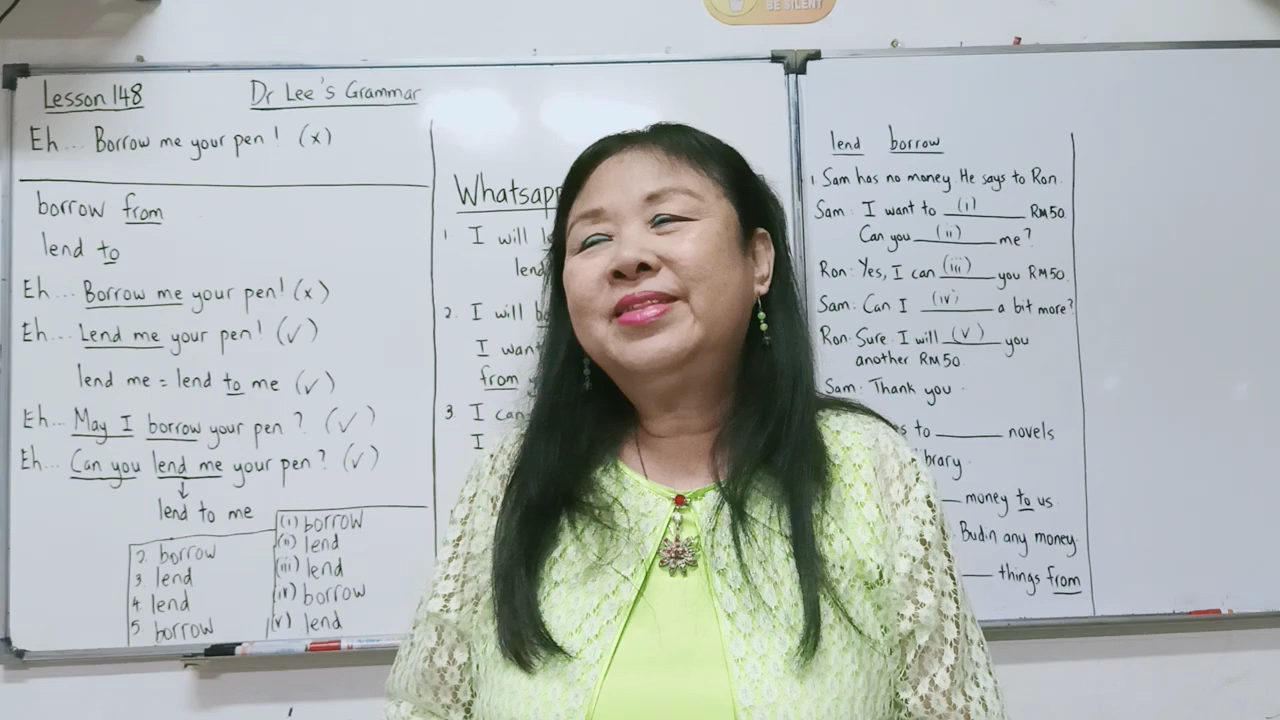 BE SILENT
Lesson 148
Dr Lee's Grammar
Eh... Borrow me your pen! (x)
borrow from
lend to
Eh... Borrow me your pen! (x)
Eh... Lend me your pen! (✓)
lend me = lend to me (✓)
Eh... May I borrow your pen? (✓)
Eh... Can you lend me your pen? (✓)
↓
lend to me
2. borrow
3. lend
4. lend
5. borrow
(i) borrow
(ii) lend
(iii) lend
(iv) borrow
(v) lend
Whatsapp
1 I will
lend
2. I will
I want
from
3. I can
I
lend borrow
1 Sam has no money. He says to Ron.
Sam: I want to (i) RM50.
Can you (ii) me?
Ron: Yes, I can (iii) you RM50.
Sam: Can I (iv) a bit more?
Ron: Sure. I will (v) you
another RM50.
Sam: Thank you.
to ______ novels
money to us.
Budin any money.
things from